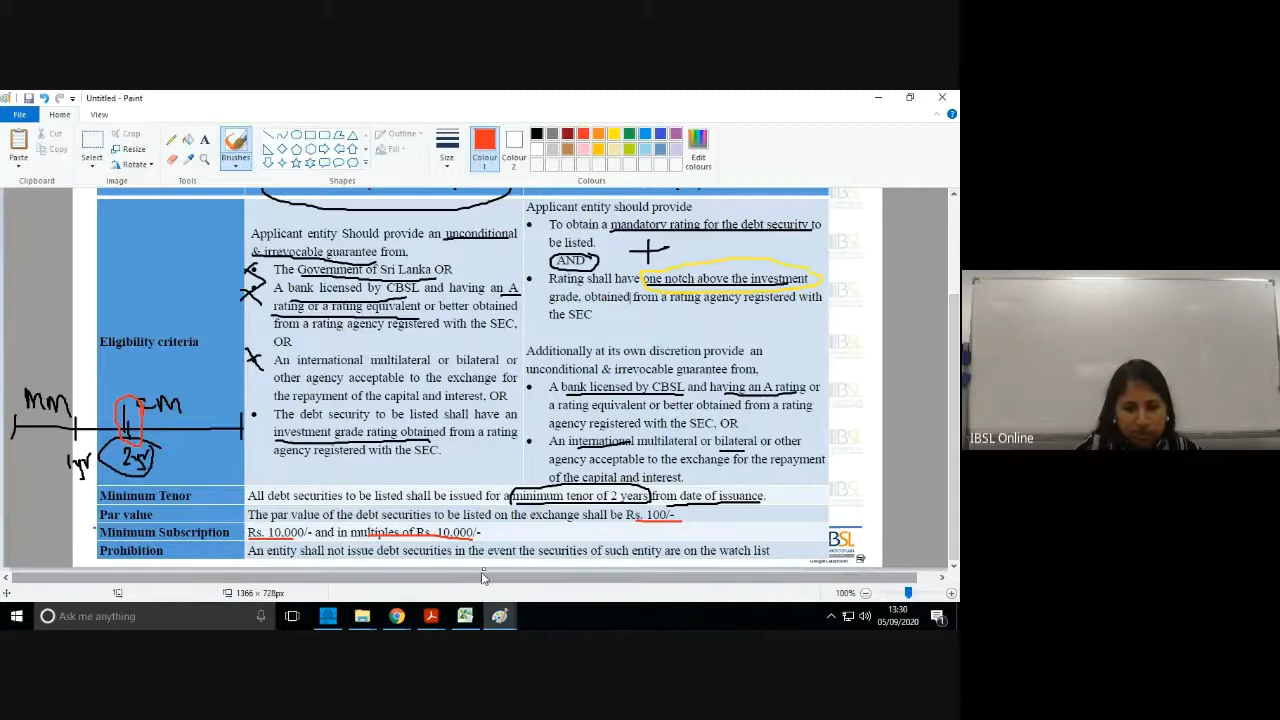 Untitled - Paint
File
Home
View
Paste
Cut
Copy
Clipboard
Select
Crop
Resize
Rotate
Image
Tools
Brushes
Outline
Fill
Shapes
Size
Colour 1
Colour 2
Edit colours
Colours
Eligibility criteria
Applicant entity Should provide an unconditional
& irrevocable guarantee from,
The Government of Sri Lanka OR
A bank licensed by CBSL and having an A
rating or a rating equivalent or better obtained
from a rating agency registered with the SEC,
OR
An international multilateral or bilateral or
other agency acceptable to the exchange for
the repayment of the capital and interest, OR
The debt security to be listed shall have an
investment grade rating obtained from a rating
agency registered with the SEC.
Applicant entity should provide
To obtain a mandatory rating for the debt security to
be listed.
AND
Rating shall have one notch above the investment
grade, obtained from a rating agency registered with
the SEC
Additionally at its own discretion provide an
unconditional & irrevocable guarantee from,
A bank licensed by CBSL and having an A rating or
a rating equivalent or better obtained from a rating
agency registered with the SEC, OR
An international multilateral or bilateral or other
agency acceptable to the exchange for the repayment
of the capital and interest.
MM
M
1yr
2yr
Minimum Tenor
All debt securities to be listed shall be issued for a minimum tenor of 2 years from date of issuance.
Par value
The par value of the debt securities to be listed on the exchange shall be Rs. 100/-
Minimum Subscription
Rs. 10,000/- and in multiples of Rs. 10,000/-
Prohibition
An entity shall not issue debt securities in the event the securities of such entity are on the watch list
IBSL
1366 × 728px
100%
Ask me anything
13:30
05/09/2020
IBSL Online